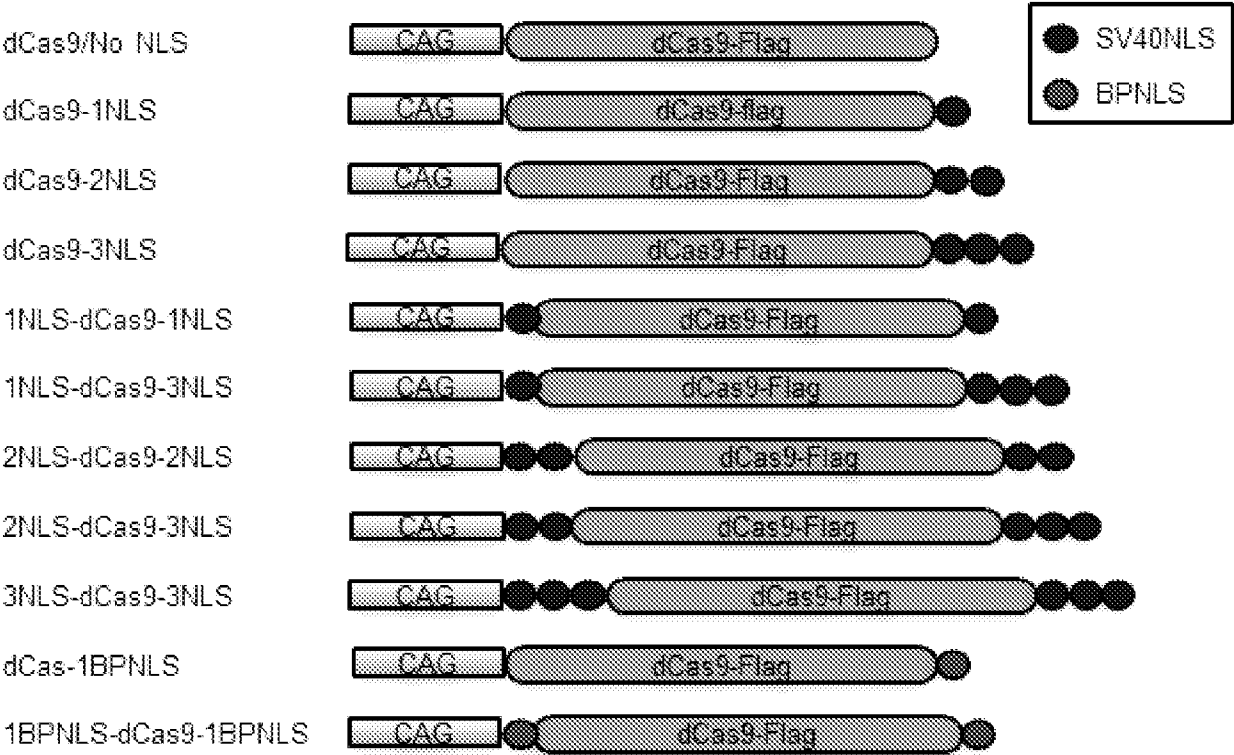 dCas9/No NLS CAG dCas9-Flag
SV40NLS
BPNLS
dCas9-1NLS CAG dCas9-flag
dCas9-2NLS CAG dCas9-Flag
dCas9-3NLS CAG dCas9-Flag
1NLS-dCas9-1NLS CAG dCas9-Flag
1NLS-dCas9-3NLS CAG dCas9-Flag
2NLS-dCas9-2NLS CAG dCas9-Flag
2NLS-dCas9-3NLS CAG dCas9-Flag
3NLS-dCas9-3NLS CAG dCas9-Flag
dCas-1BPNLS CAG dCas9-Flag
1BPNLS-dCas9-1BPNLS CAG dCas9-Flag